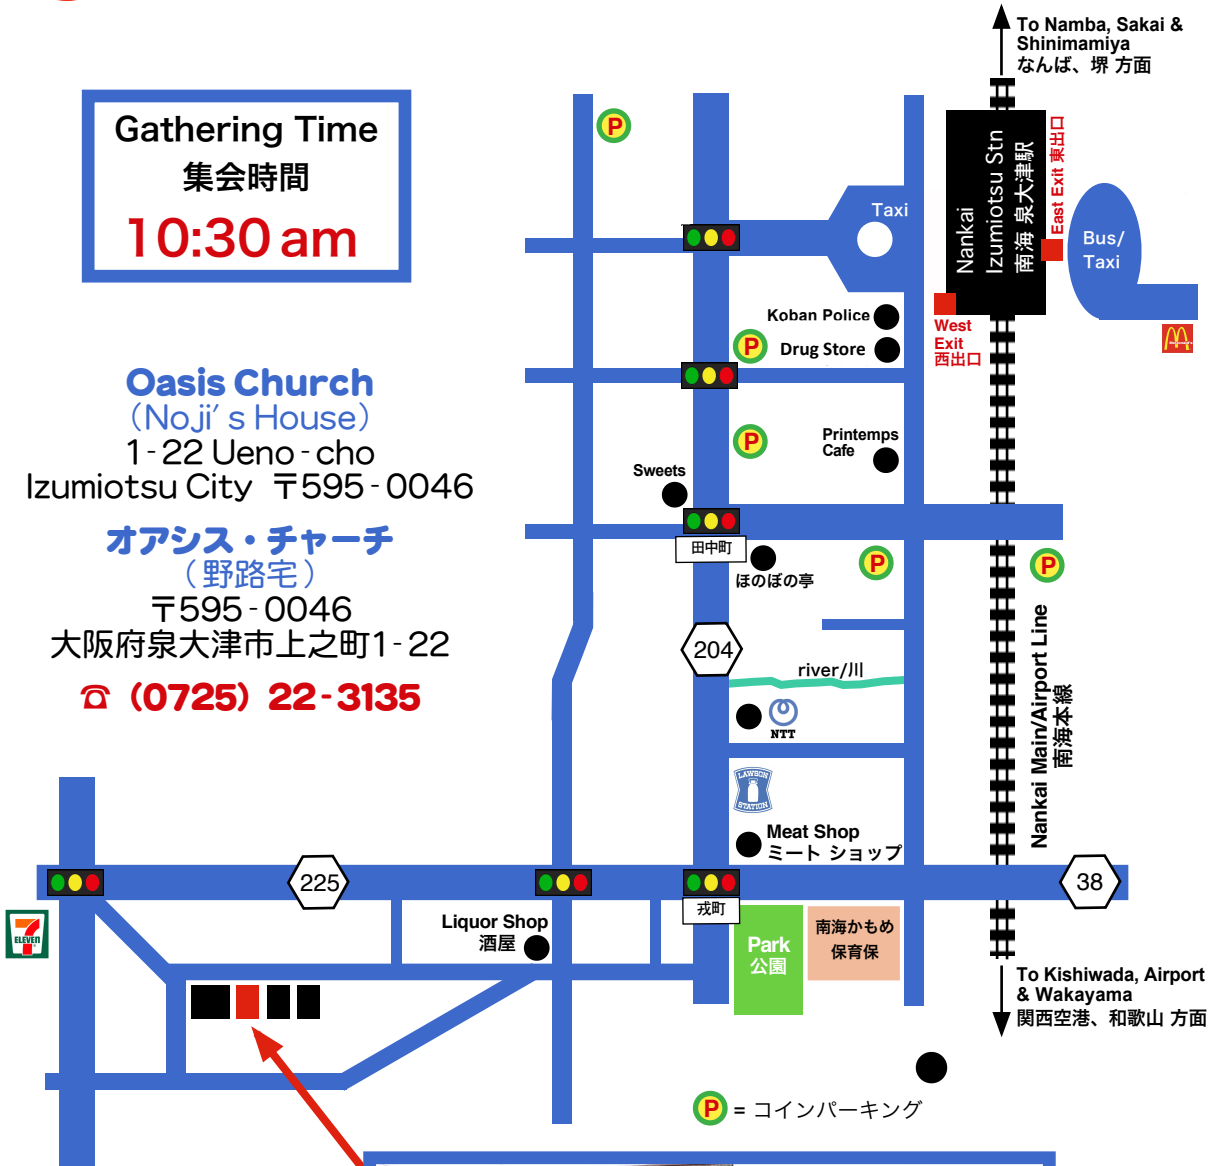 To Namba, Sakai &
Shinimamiya
なんば、堺 方面
Gathering Time
集会時間
10:30 am
P
Nankai
Izumiotsu Stn
南海 泉大津駅
East Exit 東出口
Taxi
Bus/
Taxi
Koban Police
West
Exit
西出口
P
Drug Store
Oasis Church
(Noji' s House)
1-22 Ueno-cho
Izumiotsu City 〒595-0046
P
Printemps
Cafe
Sweets
オアシス・チャーチ
(野路宅)
〒595-0046
大阪府泉大津市上之町1-22
☎ (0725) 22-3135
田中町
ほのぼの亭
P
P
204
river/川
NTT
Nankai Main/Airport Line
南海本線
LAWSON
STATION
Meat Shop
ミート ショップ
225
38
戎町
7
ELEVEN
Liquor Shop
酒屋
Park
公園
南海かもめ
保育保
To Kishiwada, Airport
& Wakayama
関西空港、和歌山 方面
P = コインパーキング